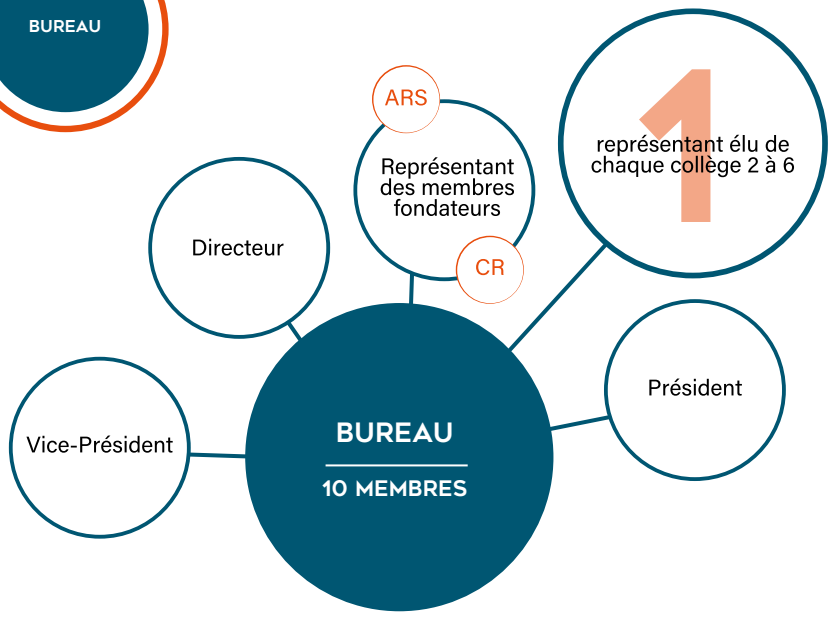 BUREAU
ARS
Représentant
des membres
fondateurs
CR
1
représentant élu de
chaque collège 2 à 6
Directeur
Président
Vice-Président
BUREAU
10 MEMBRES